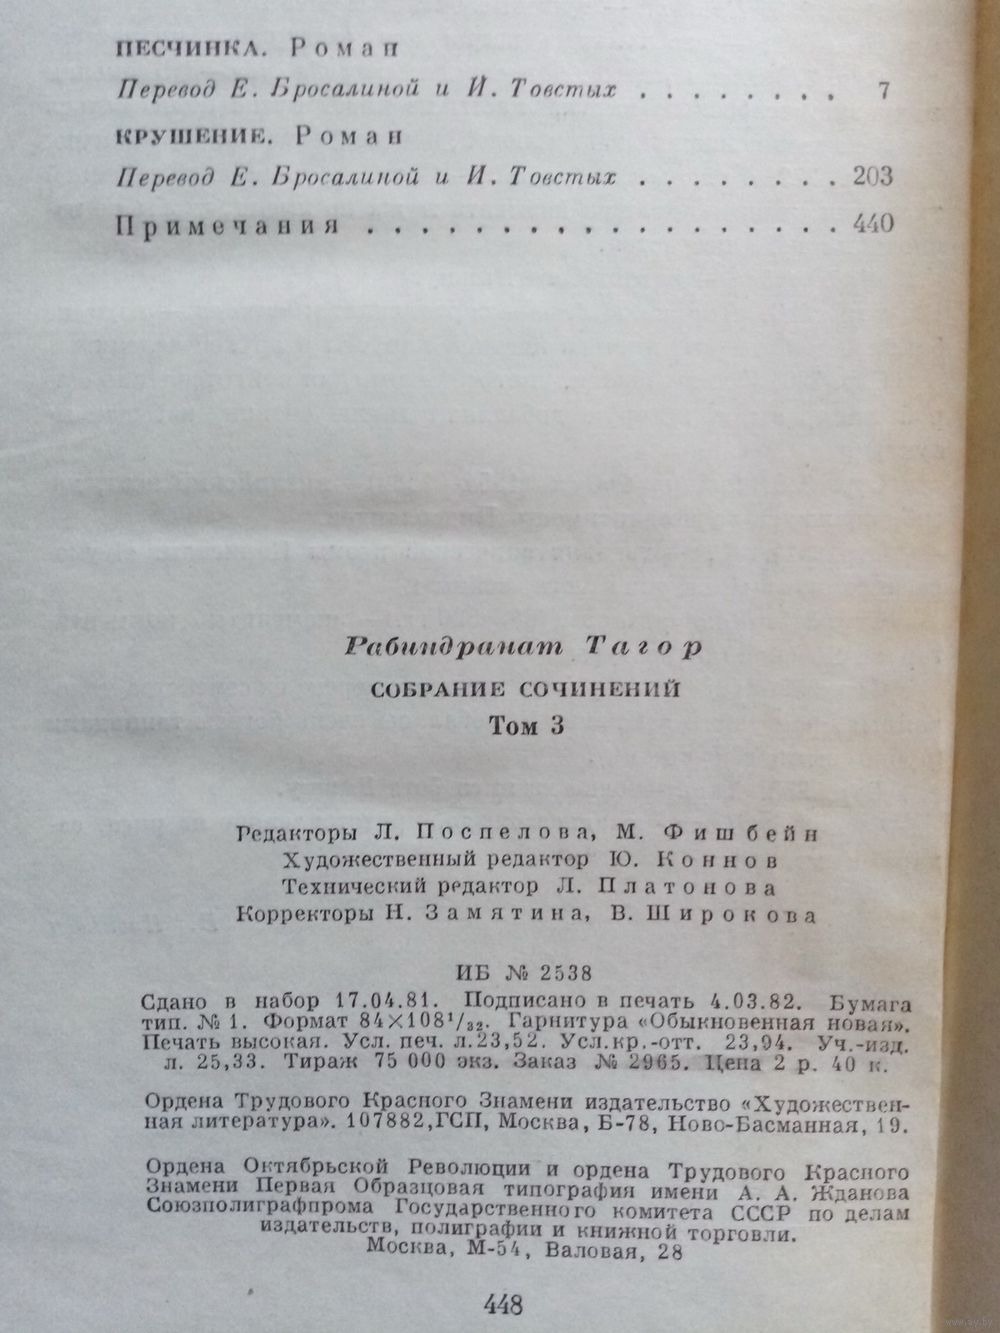 ПЕСЧИНКА. Роман
Перевод Е. Бросалиной и И. Товстых . . . . . . . . 7
КРУШЕНИЕ. Роман
Перевод Е. Бросалиной и И. Товстых . . . . . . . . 203
Примечания . . . . . . . . . . . . . . . . . . 440
Рабиндранат Тагор
СОБРАНИЕ СОЧИНЕНИЙ
Том 3
Редакторы Л. Поспелова, М. Фишбейн
Художественный редактор Ю. Коннов
Технический редактор Л. Платонова
Корректоры Н. Замятина, В. Широкова
ИБ № 2538
Сдано в набор 17.04.81. Подписано в печать 4.03.82. Бумага
тип. № 1. Формат 84×108¹/₃₂. Гарнитура «Обыкновенная новая».
Печать высокая. Усл. печ. л.23,52. Усл.кр.-отт. 23,94. Уч.-изд.
л. 25,33. Тираж 75 000 экз. Заказ № 2965. Цена 2 р. 40 к.
Ордена Трудового Красного Знамени издательство «Художествен-
ная литература». 107882,ГСП, Москва, Б-78, Ново-Басманная, 19.
Ордена Октябрьской Революции и ордена Трудового Красного
Знамени Первая Образцовая типография имени А. А. Жданова
Союзполиграфпрома Государственного комитета СССР по делам
издательств, полиграфии и книжной торговли.
Москва, М-54, Валовая, 28
448
www.ay.by